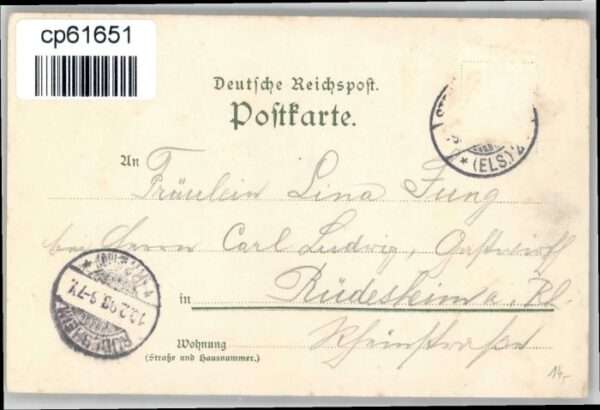 cp61651
Deutsche Reichspost.
Postkarte.
(ELS.)
An Fräulein Lina Jung
bei Herrn Carl Ludwig, Gastwirth
in Rüdesheim a. Rh.
Wohnung Rheinstraße
(Straße und Hausnummer.)
RÜDESHEIM
14,-